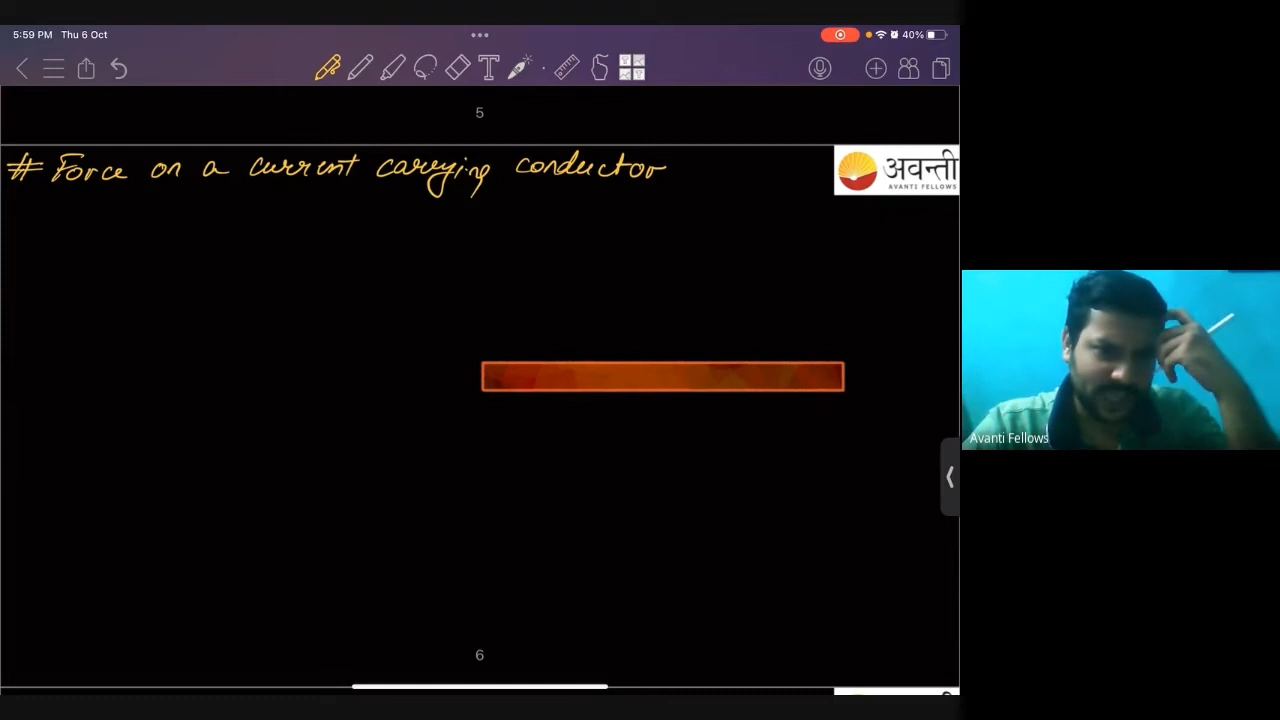 5:59 PM Thu 6 Oct
40%
5
# Force on a current carrying conductor
अवन्ती
AVANTI FELLOWS
Avanti Fellows
6